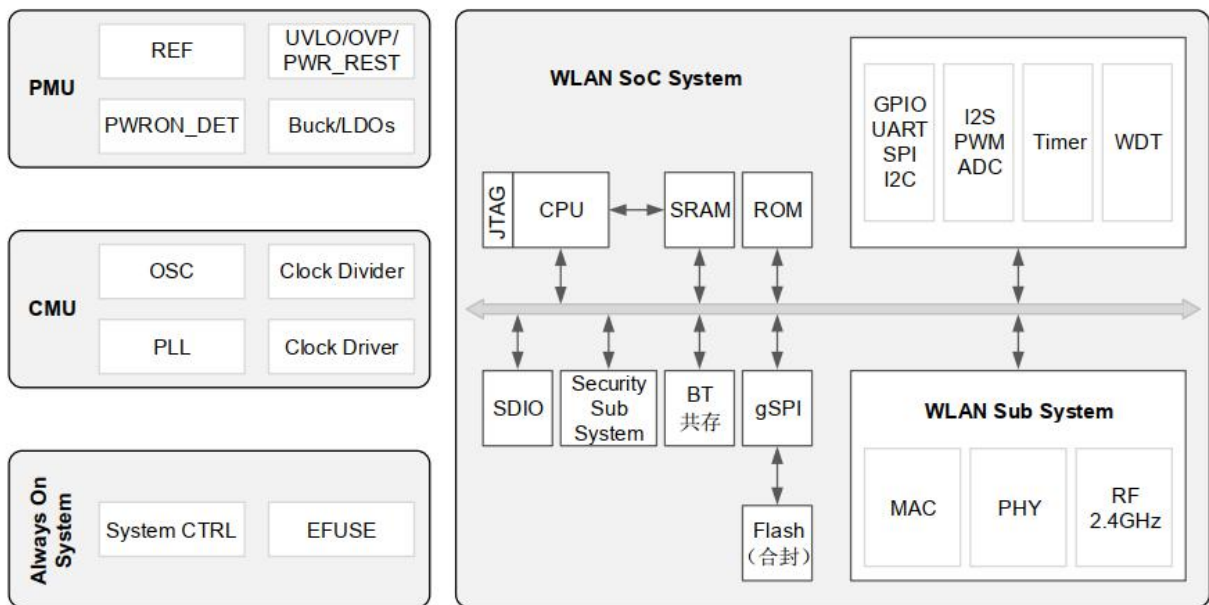 PMU
REF
UVLO/OVP/
PWR_REST
PWRON_DET
Buck/LDOs
CMU
OSC
Clock Divider
PLL
Clock Driver
Always On
System
System CTRL
EFUSE
WLAN SoC System
GPIO
UART
SPI
I2C
I2S
PWM
ADC
Timer
WDT
JTAG
CPU
SRAM
ROM
SDIO
Security
Sub
System
BT
共存
gSPI
Flash
（合封）
WLAN Sub System
MAC
PHY
RF
2.4GHz